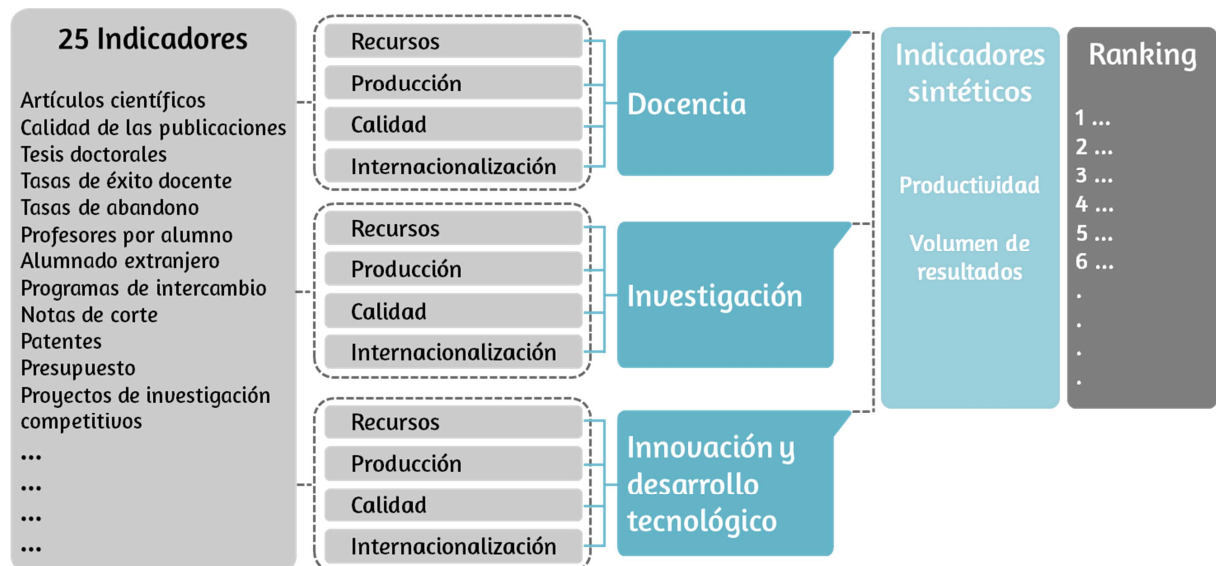 25 Indicadores
Artículos científicos
Calidad de las publicaciones
Tesis doctorales
Tasas de éxito docente
Tasas de abandono
Profesores por alumno
Alumnado extranjero
Programas de intercambio
Notas de corte
Patentes
Presupuesto
Proyectos de investigación
competitivos
...
...
...
...
Recursos
Producción
Calidad
Internacionalización
Docencia
Recursos
Producción
Calidad
Internacionalización
Investigación
Recursos
Producción
Calidad
Internacionalización
Innovación y
desarrollo
tecnológico
Indicadores
sintéticos
Productividad
Volumen de
resultados
Ranking
1 ...
2 ...
3 ...
4 ...
5 ...
6 ...
.
.
.
.